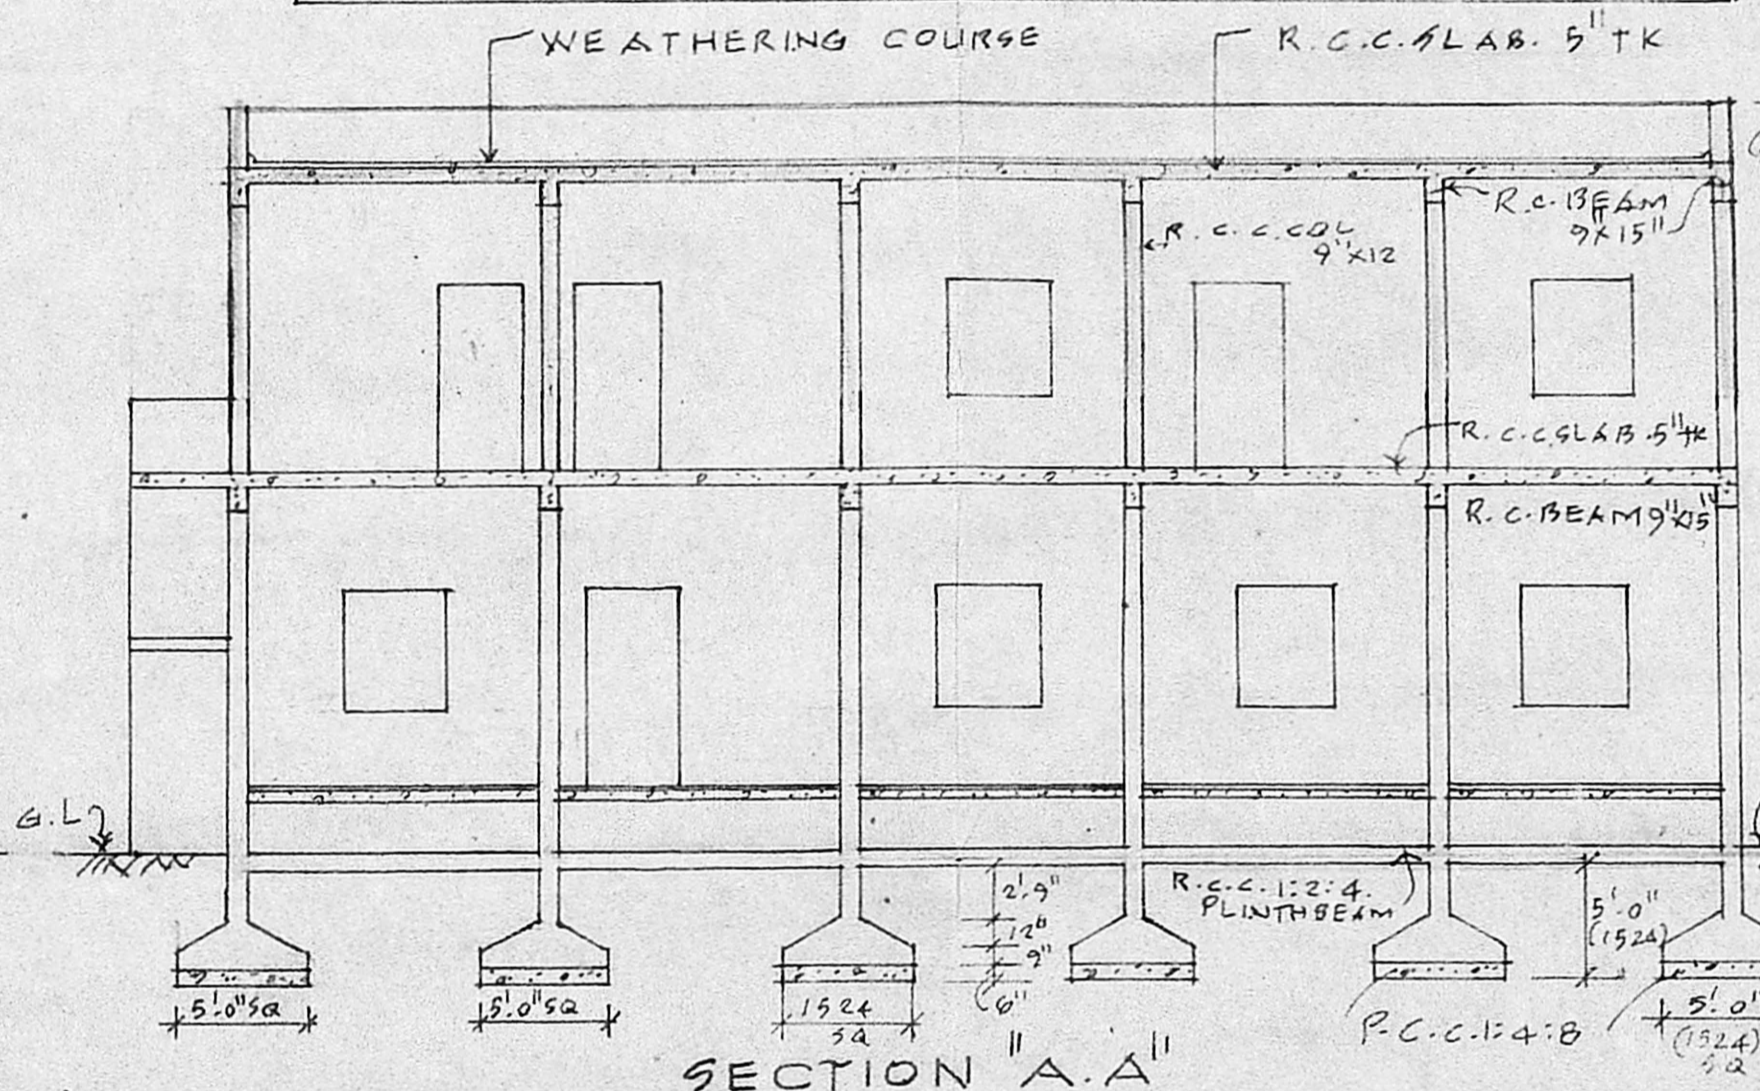 WEATHERING COURSE
R.C.C. SLAB. 5" TK
R.C. BEAM
9"X15"
R.C.C. COL
9"X12
R.C.C SLAB. 5" TK
R.C. BEAM 9"X15"
G.L
2'.9"
12"
9"
6"
R.C.C. 1:2:4.
PLINTH BEAM
5'.0"
(1524)
5'.0" SQ
5'.0" SQ
1524
SQ
P.C.C. 1:4:8
5'.0"
(1524)
SQ
SECTION "A.A"